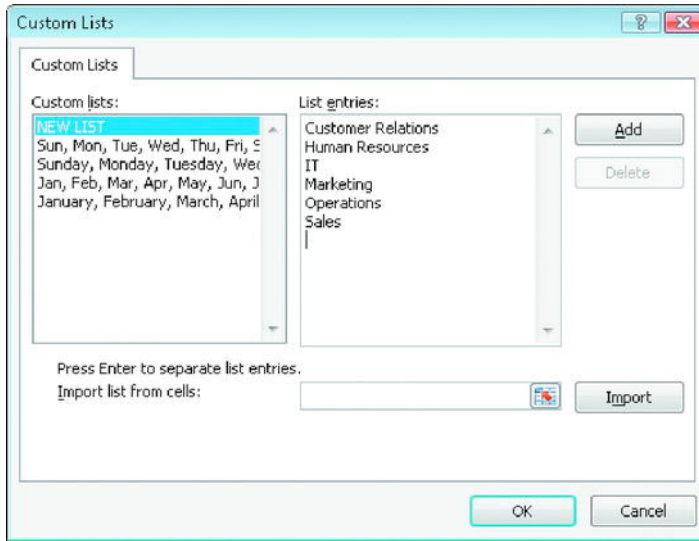 Custom Lists
Custom Lists
Custom lists:
NEW LIST
Sun, Mon, Tue, Wed, Thu, Fri, S
Sunday, Monday, Tuesday, Wed
Jan, Feb, Mar, Apr, May, Jun, J
January, February, March, April
List entries:
Customer Relations
Human Resources
IT
Marketing
Operations
Sales
Add
Delete
Press Enter to separate list entries.
Import list from cells:
Import
OK
Cancel